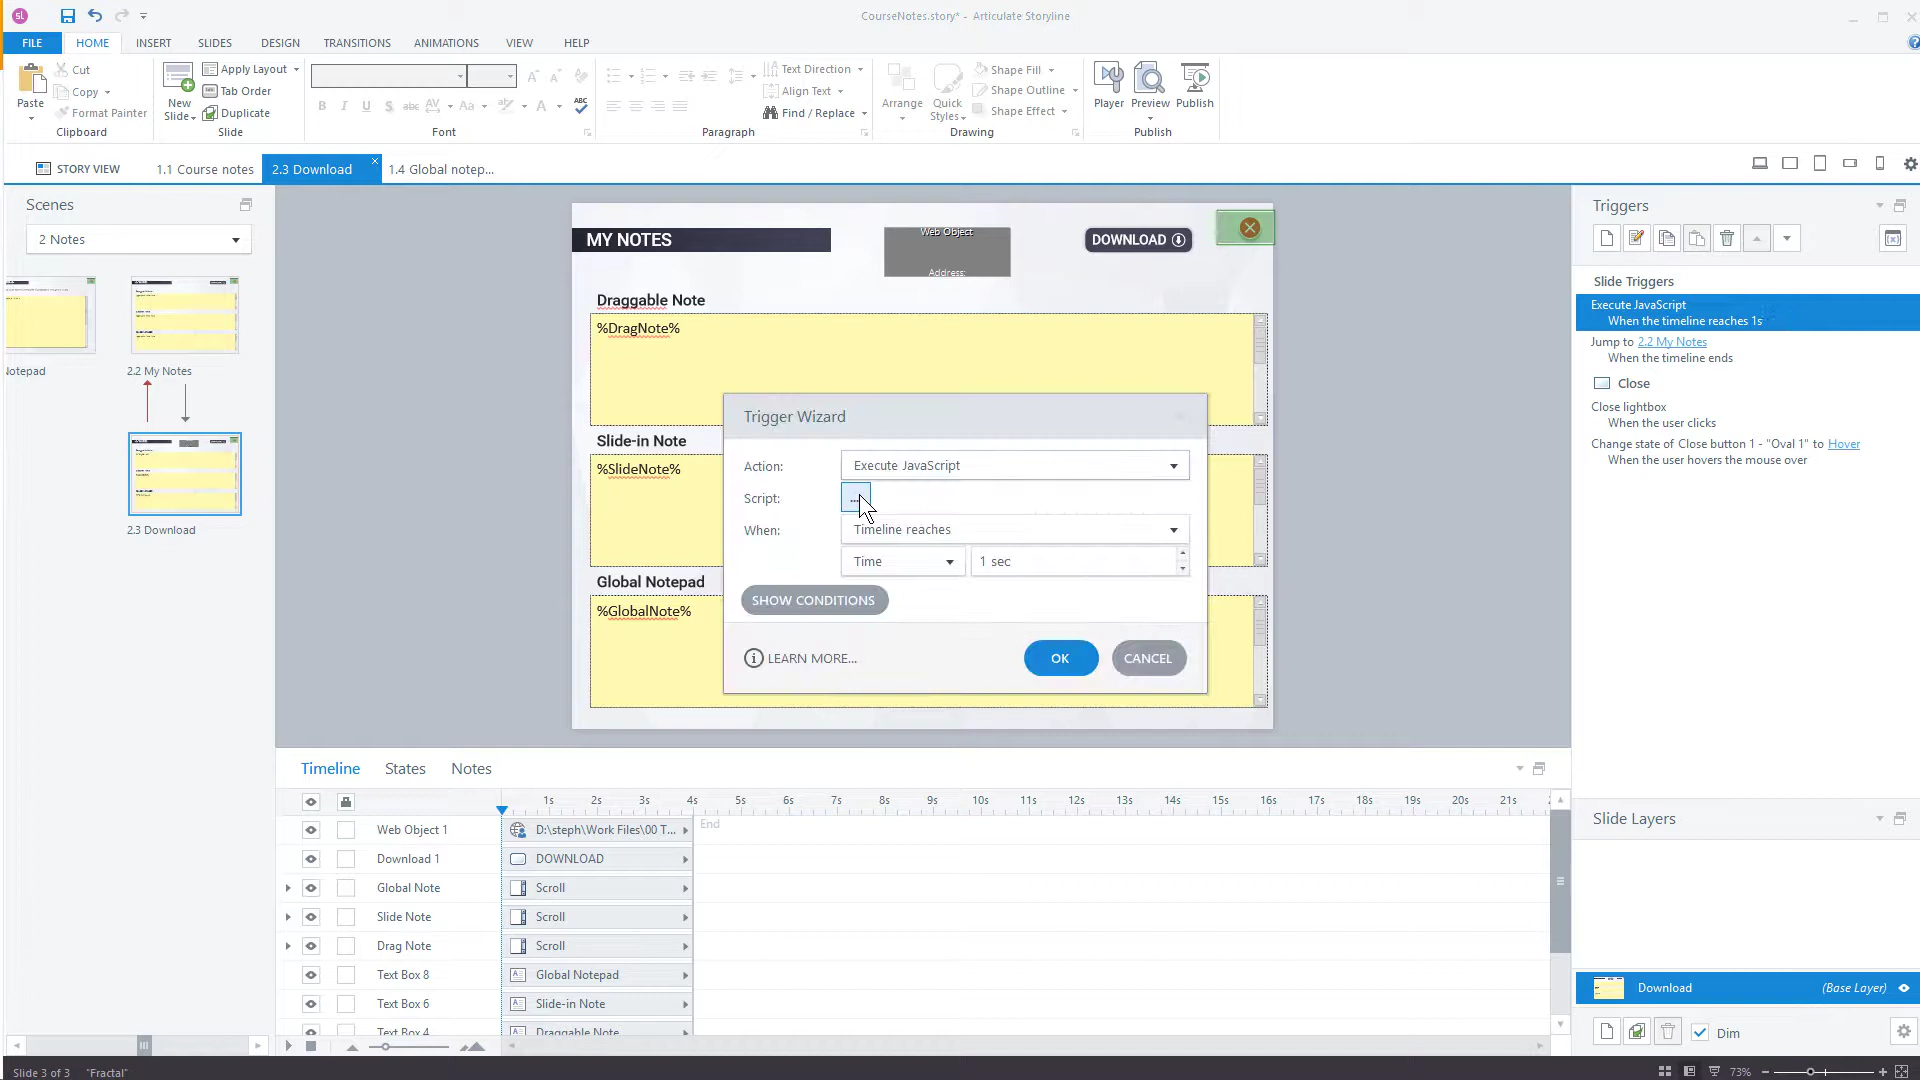 sl
CourseNotes.story* - Articulate Storyline
FILE HOME INSERT SLIDES DESIGN TRANSITIONS ANIMATIONS VIEW HELP
Paste
Cut
Copy
Format Painter
Clipboard
New
Slide
Apply Layout
Tab Order
Duplicate
Slide
B I U S abc AV Aa A
ABC
Font
Text Direction
Align Text
Find / Replace
Paragraph
Arrange
Quick
Styles
Shape Fill
Shape Outline
Shape Effect
Drawing
Player
Preview
Publish
Publish
STORY VIEW
1.1 Course notes
2.3 Download
1.4 Global notep...
Scenes
2 Notes
Notepad
2.2 My Notes
2.3 Download
MY NOTES
Web Object
Address:
DOWNLOAD
Draggable Note
%DragNote%
Slide-in Note
%SlideNote%
Global Notepad
%GlobalNote%
Trigger Wizard
Action:
Execute JavaScript
Script:
...
When:
Timeline reaches
Time
1 sec
SHOW CONDITIONS
LEARN MORE...
OK
CANCEL
Triggers
Slide Triggers
Execute JavaScript
When the timeline reaches 1s
Jump to 2.2 My Notes
When the timeline ends
Close
Close lightbox
When the user clicks
Change state of Close button 1 - "Oval 1" to Hover
When the user hovers the mouse over
Timeline States Notes
1s 2s 3s 4s 5s 6s 7s 8s 9s 10s 11s 12s 13s 14s 15s 16s 17s 18s 19s 20s 21s
Web Object 1
D:\steph\Work Files\00 T...
End
Download 1
DOWNLOAD
Global Note
Scroll
Slide Note
Scroll
Drag Note
Scroll
Text Box 8
Global Notepad
Text Box 6
Slide-in Note
Text Box 4
Draggable Note
Slide Layers
Download
(Base Layer)
Dim
Slide 3 of 3
"Fractal"
73%